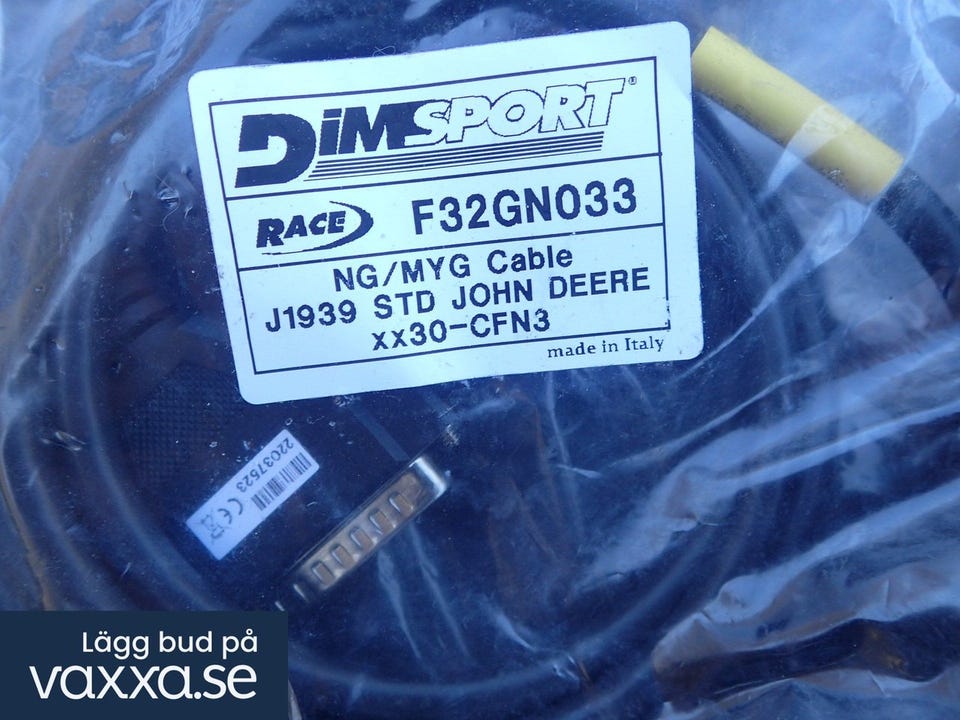 DIMSPORT®
RACE F32GN033
NG/MYG Cable
J1939 STD JOHN DEERE
xx30-CFN3
made in Italy
22037523
CE
Lägg bud på
vaxxa.se